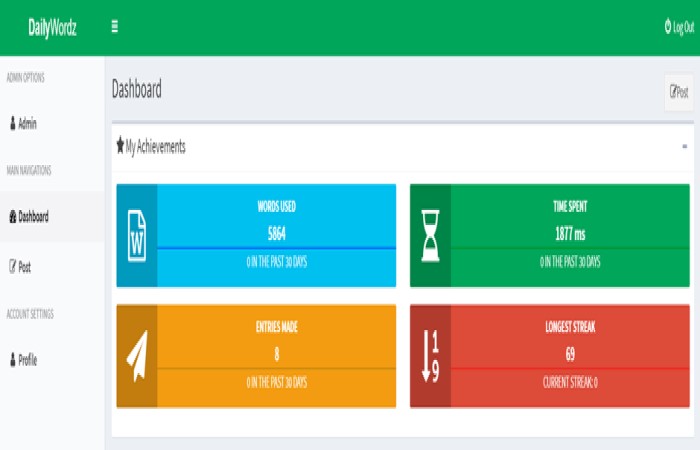 DailyWordz
Log Out
ADMIN OPTIONS
Admin
MAIN NAVIGATIONS
Dashboard
Post
ACCOUNT SETTINGS
Profile
Dashboard
Post
My Achievements
W
WORDS USED
5864
0 IN THE PAST 30 DAYS
TIME SPENT
1877 ms
0 IN THE PAST 30 DAYS
ENTRIES MADE
8
0 IN THE PAST 30 DAYS
1
9
LONGEST STREAK
69
CURRENT STREAK: 0